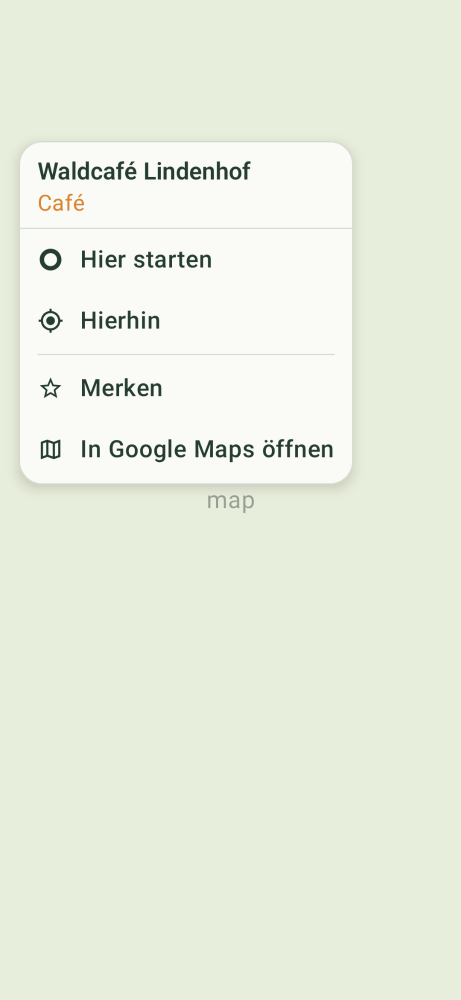 Waldcafé Lindenhof
Café
Hier starten
Hierhin
Merken
In Google Maps öffnen
map